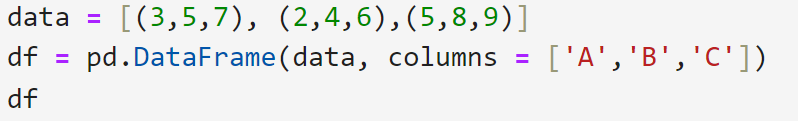 data = [(3,5,7), (2,4,6),(5,8,9)]
df = pd.DataFrame(data, columns = ['A','B','C'])
df